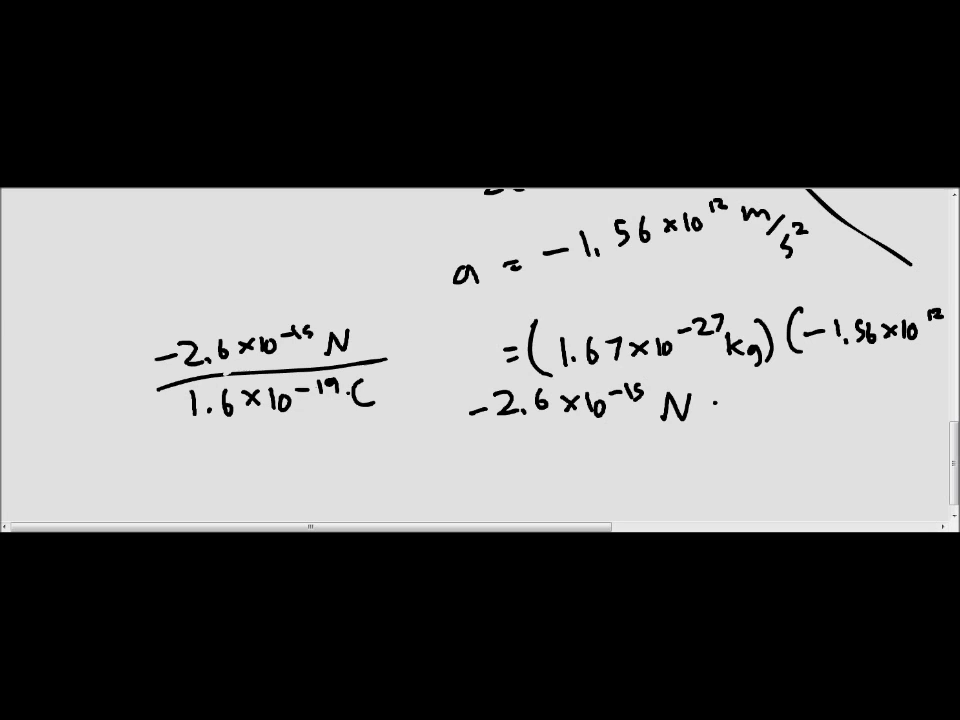 a = -1.56×10¹² m/s²
= (1.67×10⁻²⁷ kg) (-1.56×10¹²
-2.6×10⁻¹⁵ N
-2.6×10⁻¹⁵ N
1.6×10⁻¹⁹ C